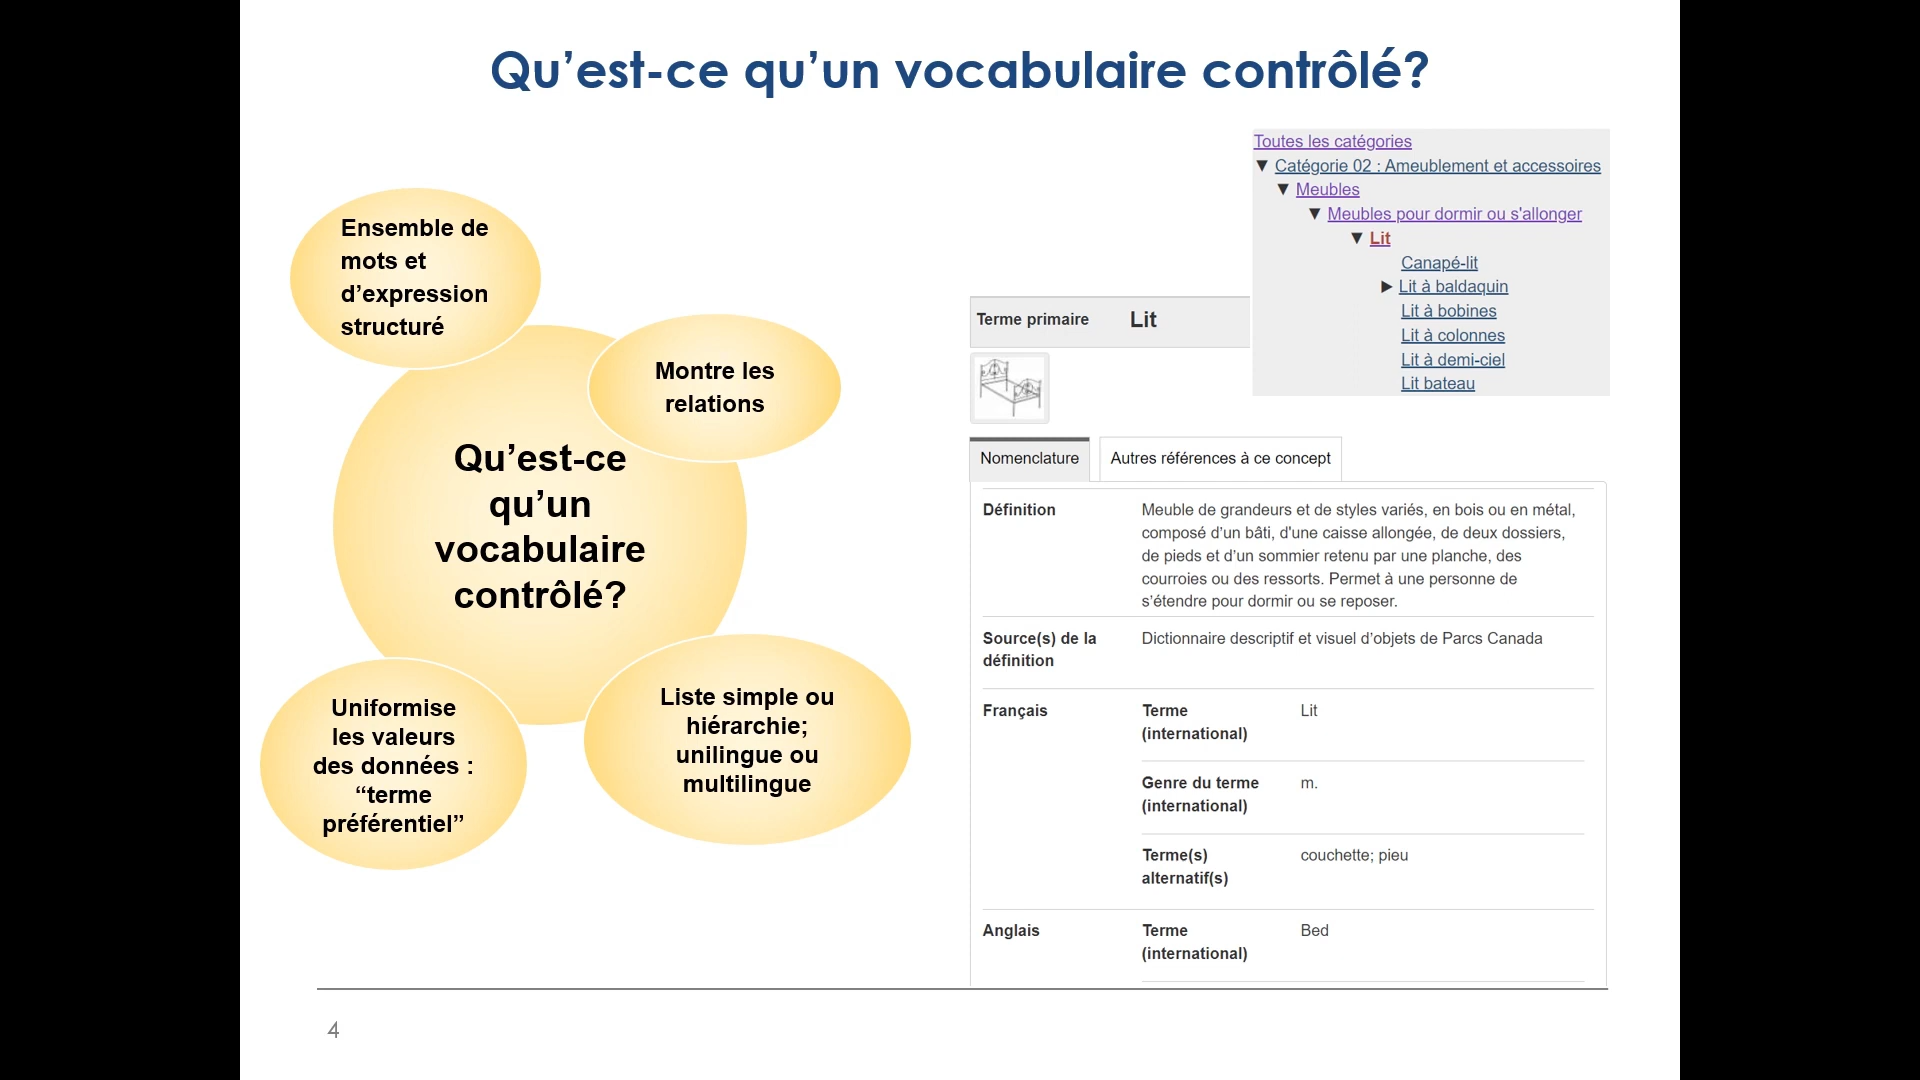 Qu’est-ce qu’un vocabulaire contrôlé?
Ensemble de
mots et
d’expression
structuré
Montre les
relations
Qu’est-ce
qu’un
vocabulaire
contrôlé?
Uniformise
les valeurs
des données :
“terme
préférentiel”
Liste simple ou
hiérarchie;
unilingue ou
multilingue
Toutes les catégories
▼ Catégorie 02 : Ameublement et accessoires
▼ Meubles
▼ Meubles pour dormir ou s'allonger
▼ Lit
Canapé-lit
► Lit à baldaquin
Lit à bobines
Lit à colonnes
Lit à demi-ciel
Lit bateau
Terme primaire Lit
Nomenclature Autres références à ce concept
Définition Meuble de grandeurs et de styles variés, en bois ou en métal,
composé d’un bâti, d'une caisse allongée, de deux dossiers,
de pieds et d’un sommier retenu par une planche, des
courroies ou des ressorts. Permet à une personne de
s’étendre pour dormir ou se reposer.
Source(s) de la Dictionnaire descriptif et visuel d’objets de Parcs Canada
définition
Français Terme Lit
(international)
Genre du terme m.
(international)
Terme(s) couchette; pieu
alternatif(s)
Anglais Terme Bed
(international)
4